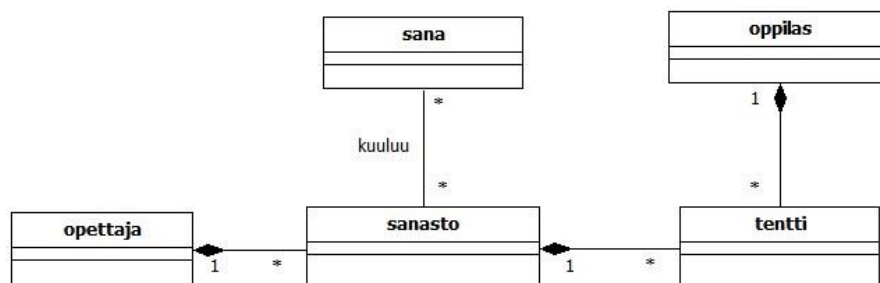 sana
oppilas
*
1
kuuluu
*
*
opettaja
sanasto
tentti
1
*
1
*